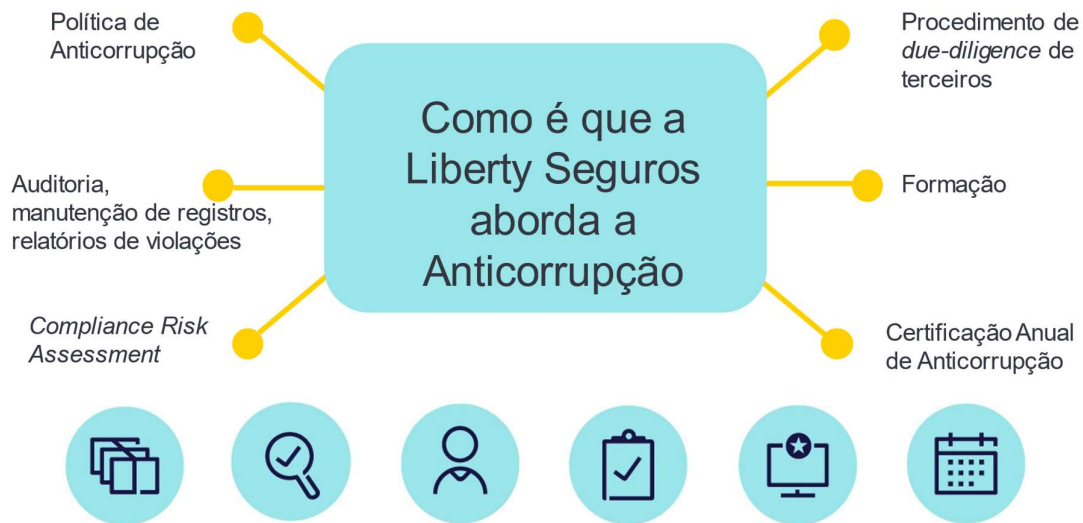 Política de
Anticorrupção
Procedimento de
due-diligence de
terceiros
Como é que a
Liberty Seguros
aborda a
Anticorrupção
Auditoria,
manutenção de registros,
relatórios de violações
Formação
Compliance Risk
Assessment
Certificação Anual
de Anticorrupção